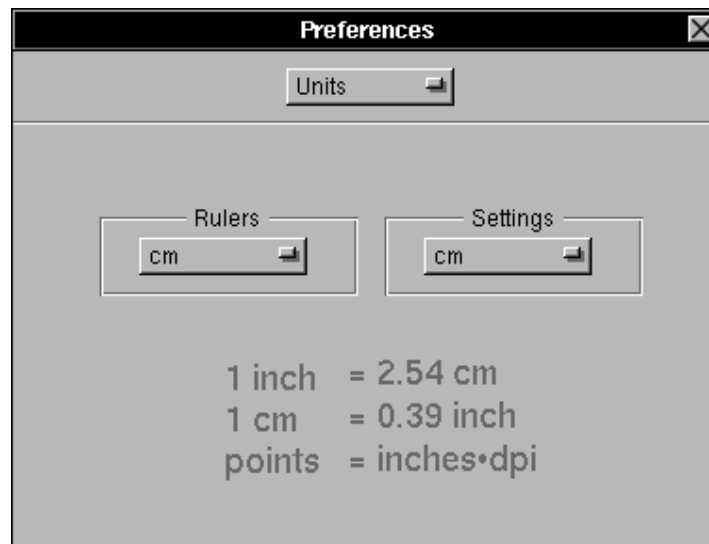 Preferences
Units
Rulers Settings
cm cm
1 inch = 2.54 cm
1 cm = 0.39 inch
points = inches•dpi